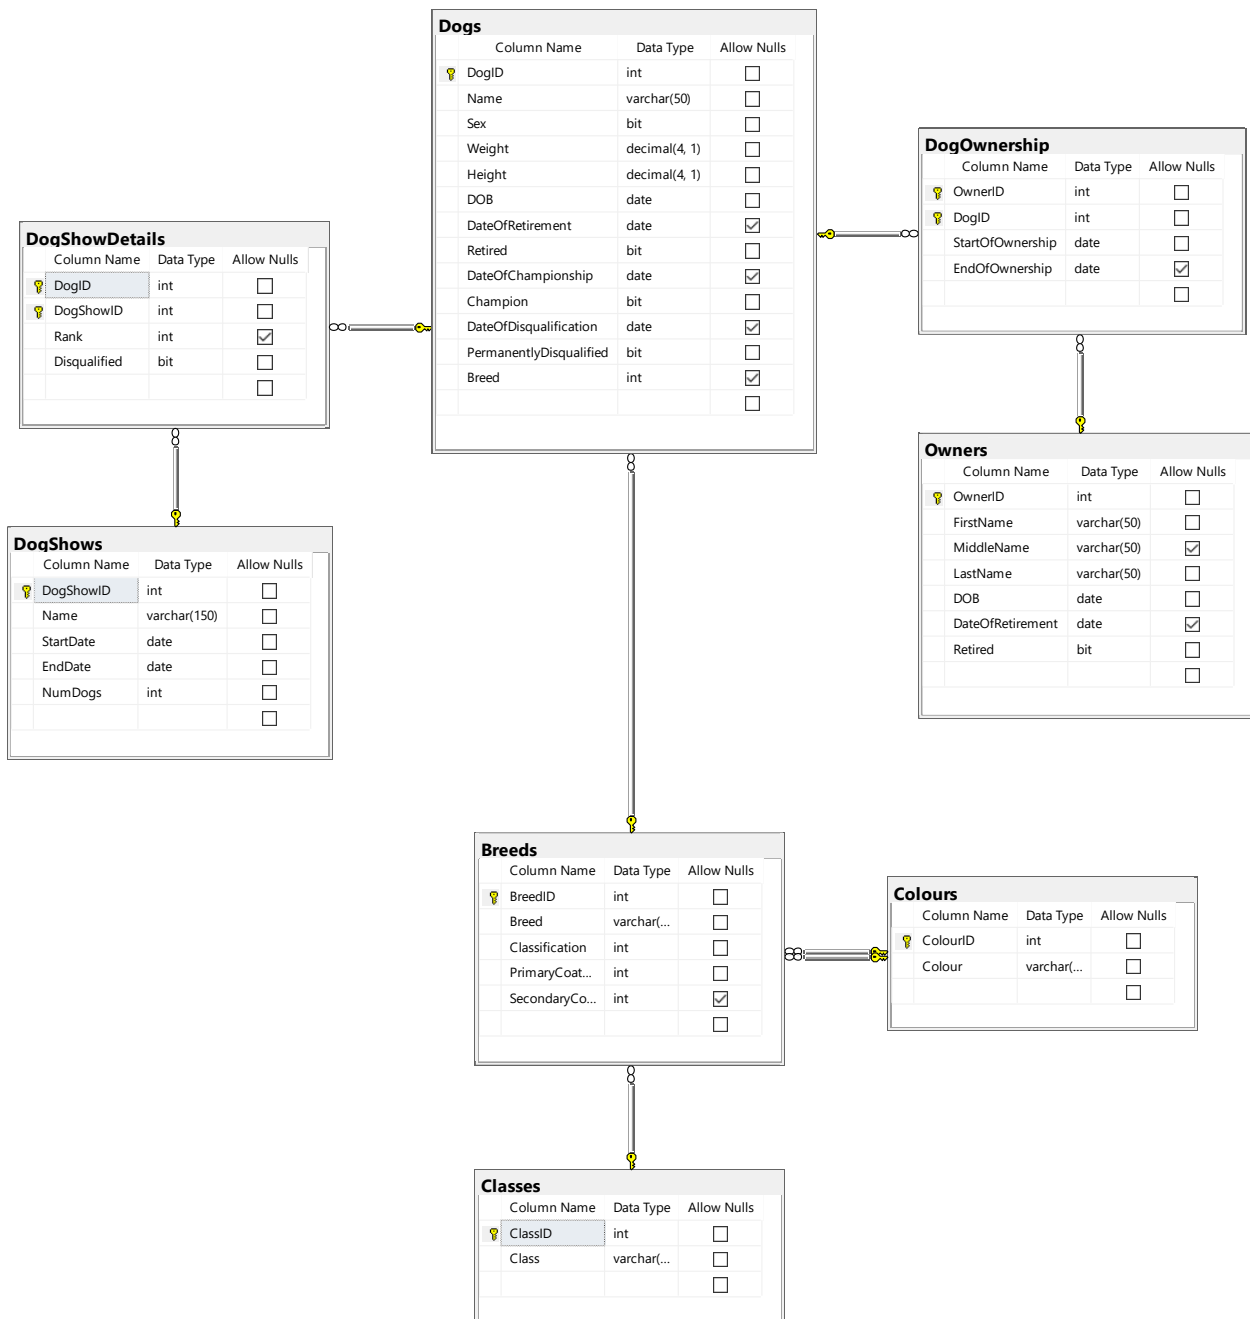 Dogs
Column Name Data Type Allow Nulls
DogID int
Name varchar(50)
Sex bit
Weight decimal(4, 1)
Height decimal(4, 1)
DOB date
DateOfRetirement date
Retired bit
DateOfChampionship date
Champion bit
DateOfDisqualification date
PermanentlyDisqualified bit
Breed int
DogOwnership
Column Name Data Type Allow Nulls
OwnerID int
DogID int
StartOfOwnership date
EndOfOwnership date
DogShowDetails
Column Name Data Type Allow Nulls
DogID int
DogShowID int
Rank int
Disqualified bit
Owners
Column Name Data Type Allow Nulls
OwnerID int
FirstName varchar(50)
MiddleName varchar(50)
LastName varchar(50)
DOB date
DateOfRetirement date
Retired bit
DogShows
Column Name Data Type Allow Nulls
DogShowID int
Name varchar(150)
StartDate date
EndDate date
NumDogs int
Breeds
Column Name Data Type Allow Nulls
BreedID int
Breed varchar(...
Classification int
PrimaryCoat... int
SecondaryCo... int
Colours
Column Name Data Type Allow Nulls
ColourID int
Colour varchar(...
Classes
Column Name Data Type Allow Nulls
ClassID int
Class varchar(...